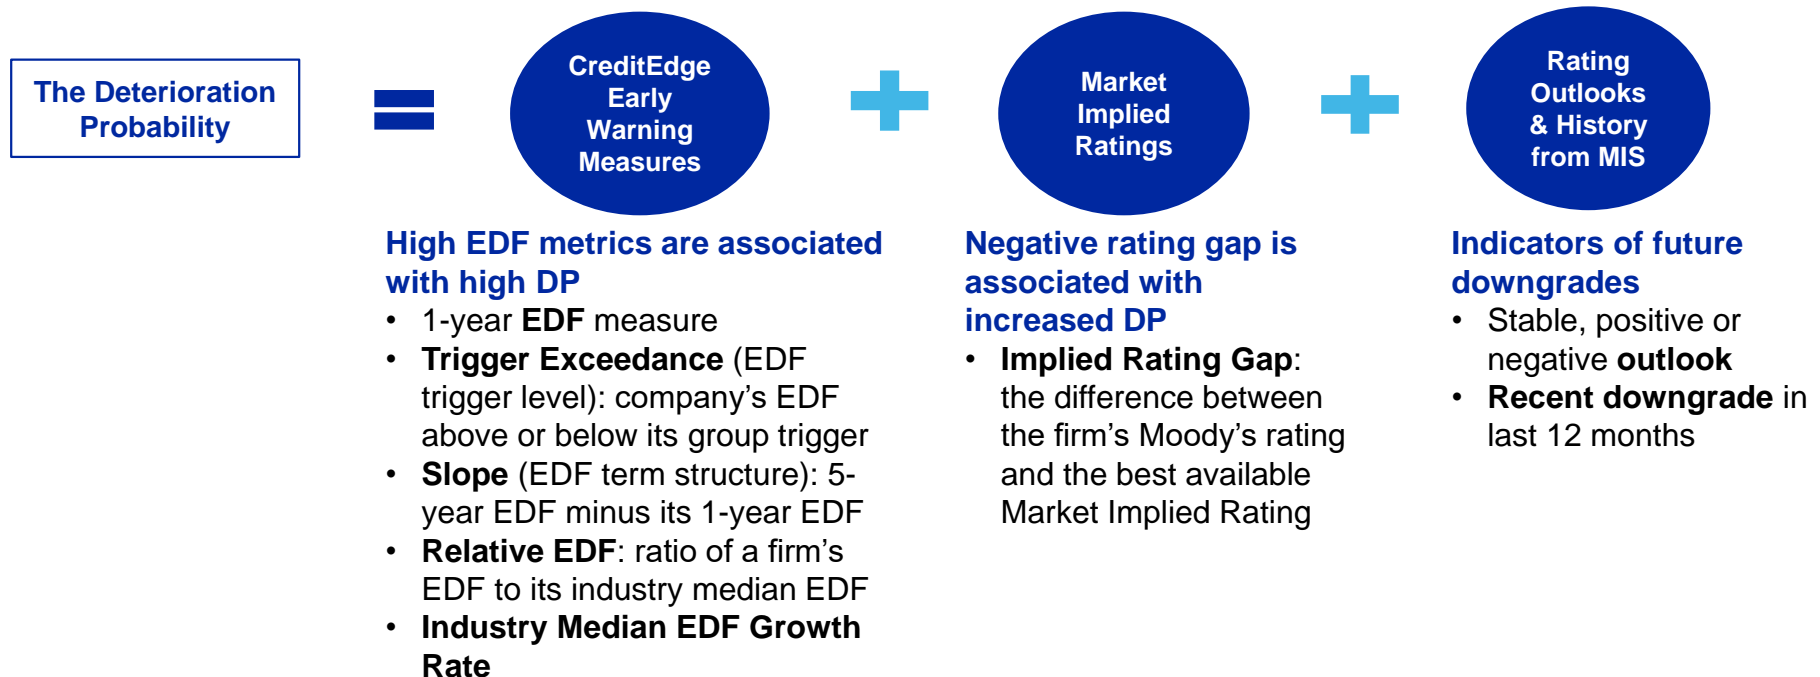 The Deterioration
Probability
CreditEdge
Early
Warning
Measures
Market
Implied
Ratings
Rating
Outlooks
& History
from MIS
High EDF metrics are associated
with high DP
• 1-year EDF measure
• Trigger Exceedance (EDF
trigger level): company’s EDF
above or below its group trigger
• Slope (EDF term structure): 5-
year EDF minus its 1-year EDF
• Relative EDF: ratio of a firm’s
EDF to its industry median EDF
• Industry Median EDF Growth
Rate
Negative rating gap is
associated with
increased DP
• Implied Rating Gap:
the difference between
the firm’s Moody’s rating
and the best available
Market Implied Rating
Indicators of future
downgrades
• Stable, positive or
negative outlook
• Recent downgrade in
last 12 months